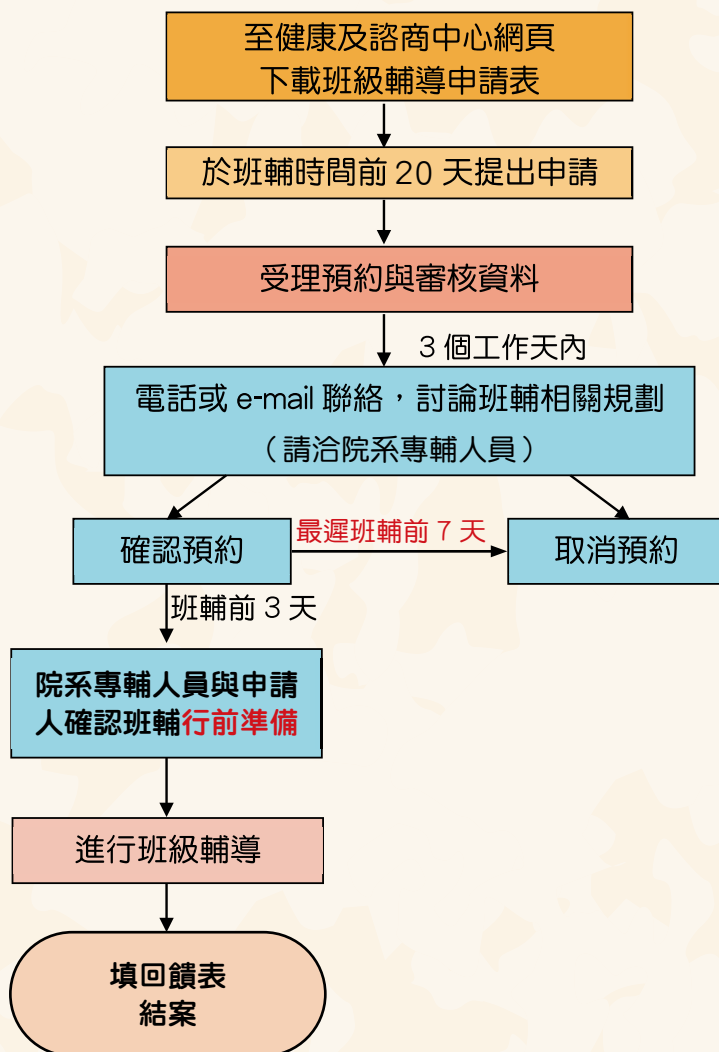 至健康及諮商中心網頁
下載班級輔導申請表
於班輔時間前 20 天提出申請
受理預約與審核資料
3 個工作天內
電話或 e-mail 聯絡，討論班輔相關規劃
（請洽院系專輔人員）
確認預約
最遲班輔前 7 天
取消預約
班輔前 3 天
院系專輔人員與申請
人確認班輔行前準備
進行班級輔導
填回饋表
結案